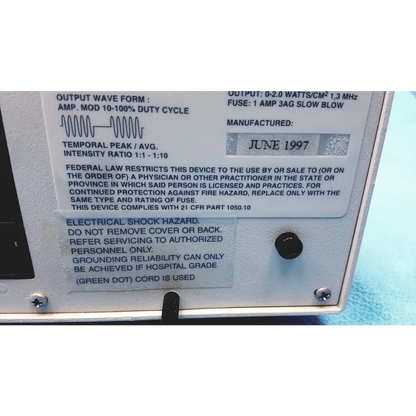 OUTPUT WAVE FORM :
AMP. MOD 10-100% DUTY CYCLE
TEMPORAL PEAK / AVG.
INTENSITY RATIO 1:1 - 1:10
OUTPUT: 0-2.0 WATTS/CM² 1,3 MHz
FUSE: 1 AMP 3AG SLOW BLOW
MANUFACTURED:
JUNE 1997
FEDERAL LAW RESTRICTS THIS DEVICE TO THE USE BY OR SALE TO (OR ON
THE ORDER OF) A PHYSICIAN OR OTHER PRACTITIONER IN THE STATE OR
PROVINCE IN WHICH SAID PERSON IS LICENSED AND PRACTICES. FOR
CONTINUED PROTECTION AGAINST FIRE HAZARD, REPLACE ONLY WITH THE
SAME TYPE AND RATING OF FUSE.
THIS DEVICE COMPLIES WITH 21 CFR PART 1050.10
ELECTRICAL SHOCK HAZARD.
DO NOT REMOVE COVER OR BACK.
REFER SERVICING TO AUTHORIZED
PERSONNEL ONLY.
GROUNDING RELIABILITY CAN ONLY
BE ACHIEVED IF HOSPITAL GRADE
(GREEN DOT) CORD IS USED